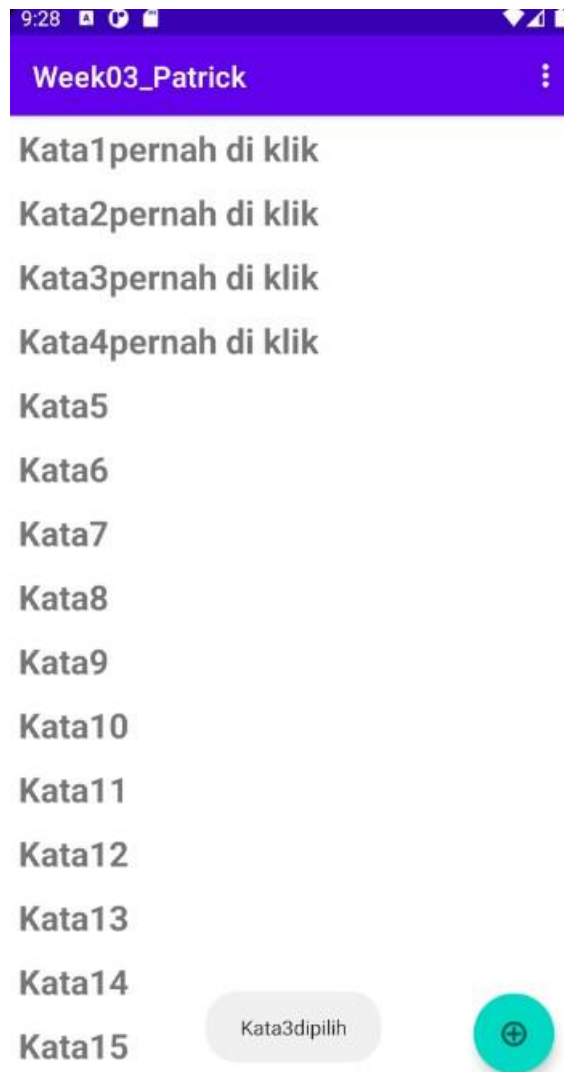 9:28
Week03_Patrick
Kata1pernah di klik
Kata2pernah di klik
Kata3pernah di klik
Kata4pernah di klik
Kata5
Kata6
Kata7
Kata8
Kata9
Kata10
Kata11
Kata12
Kata13
Kata14
Kata3dipilih
Kata15